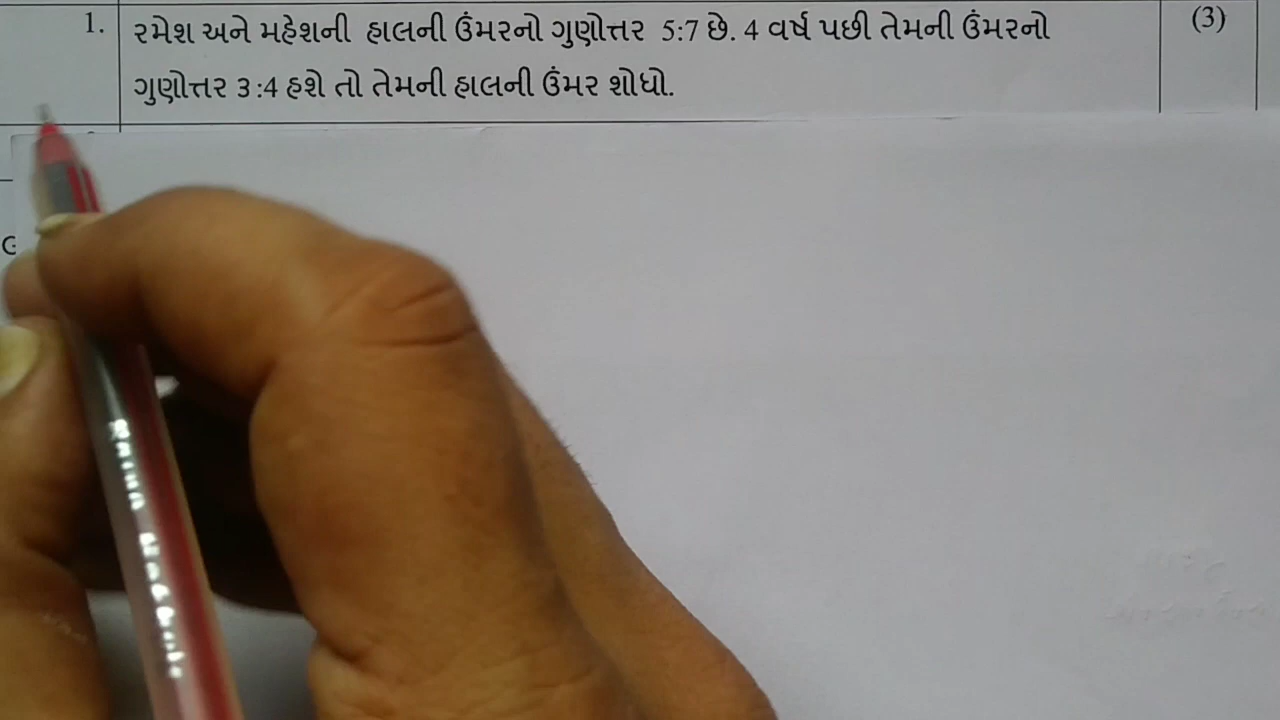 1. રમેશ અને મહેશની હાલની ઉંમરનો ગુણોત્તર 5:7 છે. 4 વર્ષ પછી તેમની ઉંમરનો (3)
ગુણોત્તર 3:4 હશે તો તેમની હાલની ઉંમર શોધો.